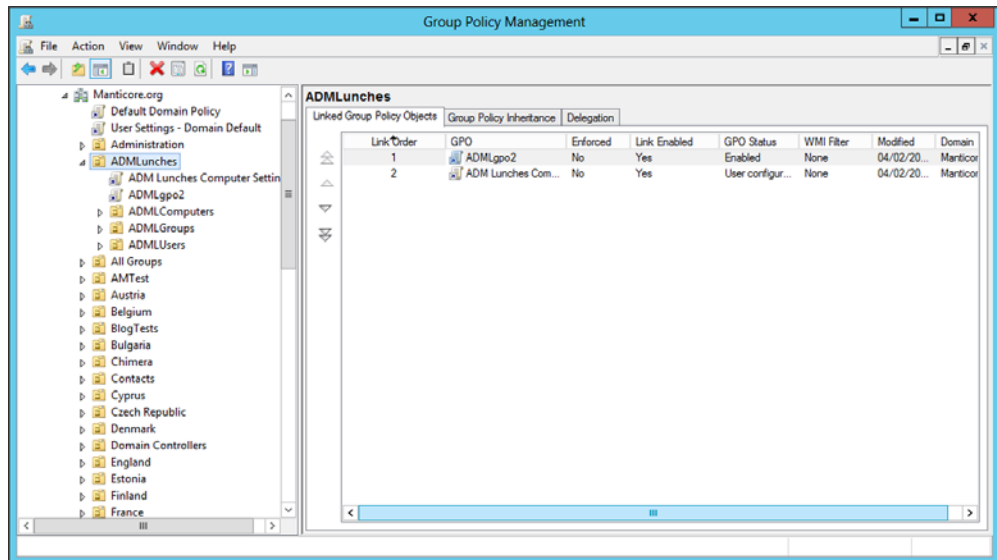 Group Policy Management
File Action View Window Help
Manticore.org
Default Domain Policy
User Settings - Domain Default
Administration
ADMLunches
ADM Lunches Computer Settin
ADMLgpo2
ADMLComputers
ADMLGroups
ADMLUsers
All Groups
AMTest
Austria
Belgium
BlogTests
Bulgaria
Chimera
Contacts
Cyprus
Czech Republic
Denmark
Domain Controllers
England
Estonia
Finland
France
ADMLunches
Linked Group Policy Objects Group Policy Inheritance Delegation
Link Order GPO Enforced Link Enabled GPO Status WMI Filter Modified Domain
1 ADMLgpo2 No Yes Enabled None 04/02/20... Manticor
2 ADM Lunches Com... No Yes User configur... None 04/02/20... Manticor